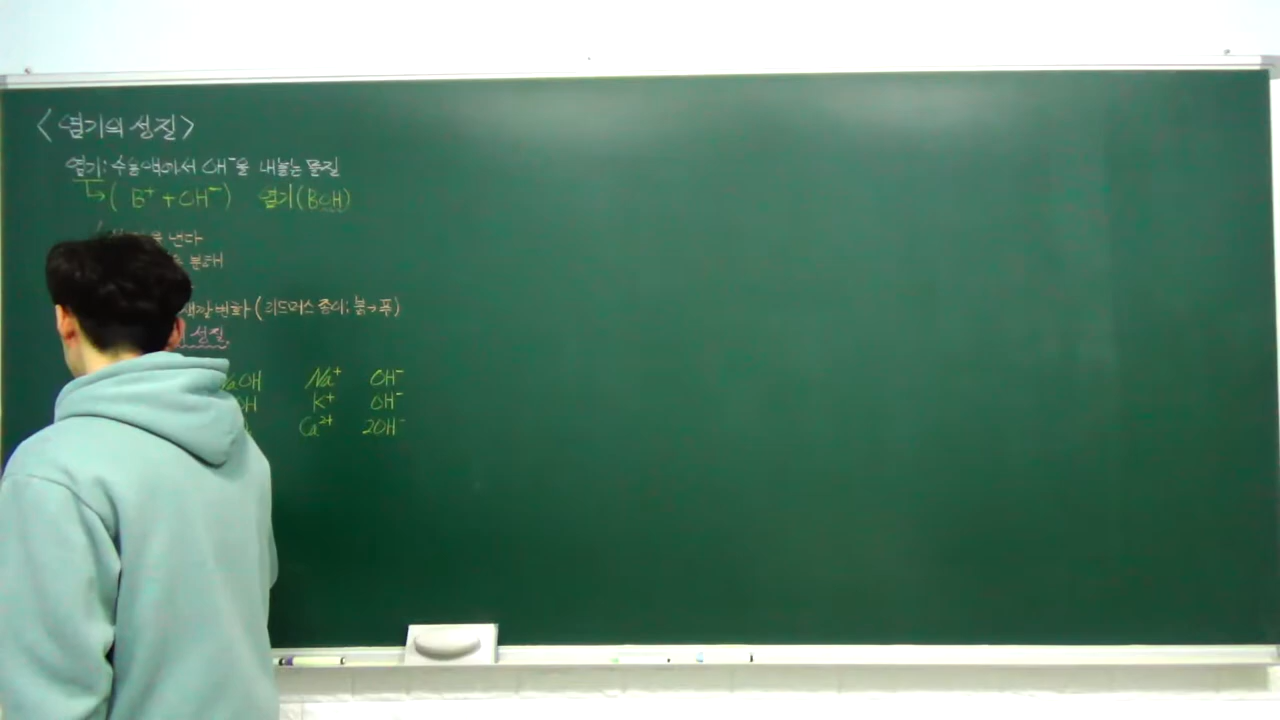 <염기의 성질>
염기: 수용액에서 OH⁻을 내놓는 물질
↳( B⁺ + OH⁻ ) 염기(BOH)
낸다
분해
색깔 변화 (리트머스 종이: 붉→푸)
성질
NaOH Na⁺ OH⁻
OH K⁺ OH⁻
Ca²⁺ 2OH⁻